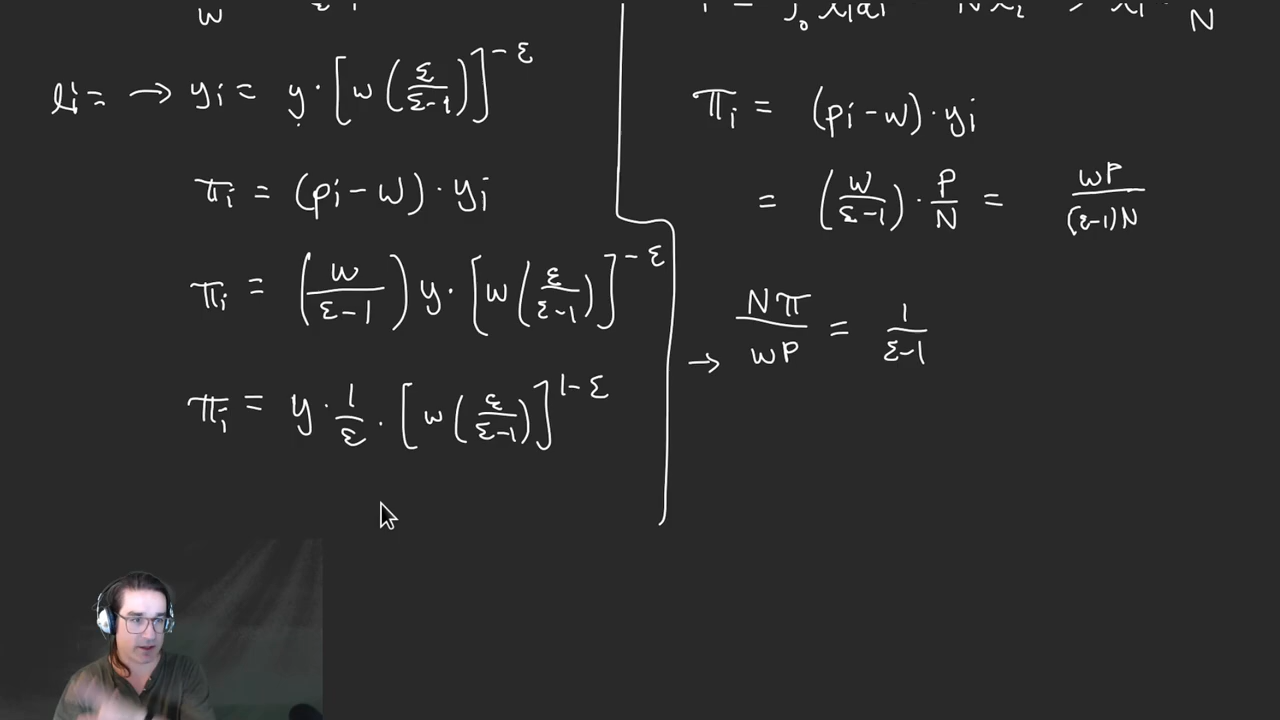 w
ε-1
li = → yi = y · [w(ε/ε-1)]^-ε
πi = (pi - w) · yi
πi = (w/ε-1) y · [w(ε/ε-1)]^-ε
πi = y · 1/ε · [w(ε/ε-1)]^1-ε
N
πi = (pi - w) · yi
= (w/ε-1) · P/N = wP/(ε-1)N
→ Nπ/wP = 1/ε-1